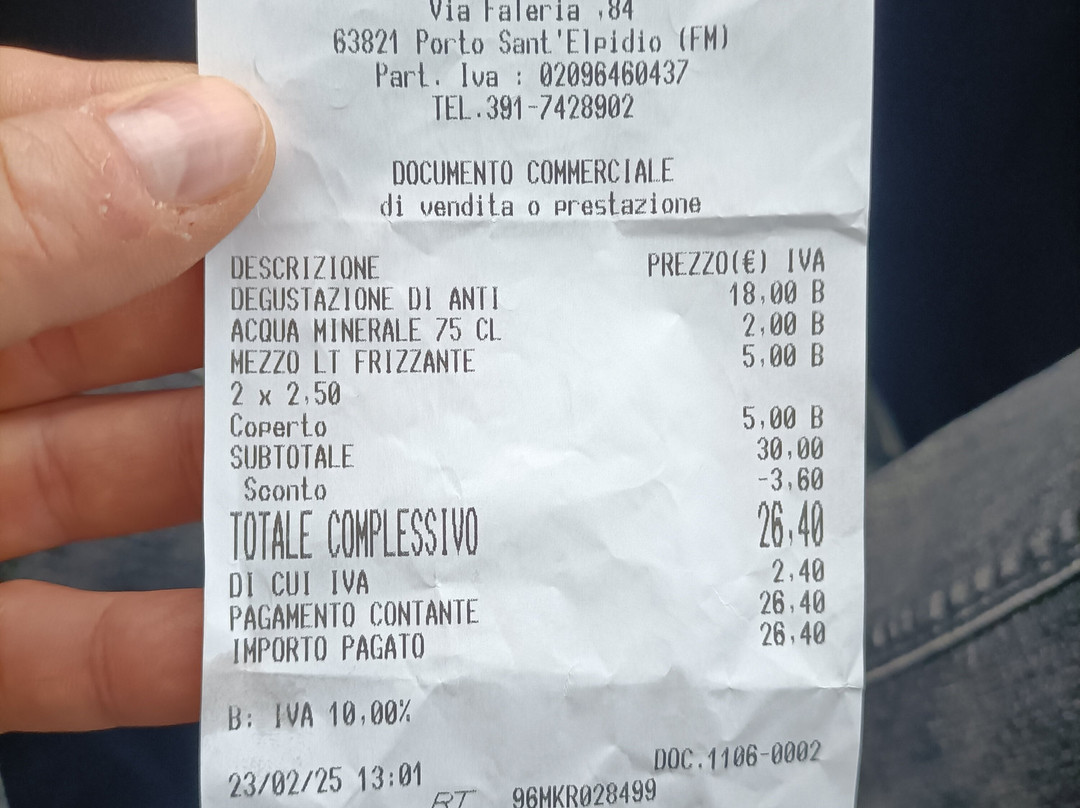 Via Faleria ,84
63821 Porto Sant'Elpidio (FM)
Part. Iva : 02096460437
TEL.391-7428902
DOCUMENTO COMMERCIALE
di vendita o prestazione
DESCRIZIONE PREZZO(€) IVA
DEGUSTAZIONE DI ANTI 18,00 B
ACQUA MINERALE 75 CL 2,00 B
MEZZO LT FRIZZANTE 5,00 B
2 x 2,50
Coperto 5,00 B
SUBTOTALE 30,00
Sconto -3,60
TOTALE COMPLESSIVO 26,40
DI CUI IVA 2,40
PAGAMENTO CONTANTE 26,40
IMPORTO PAGATO 26,40
B: IVA 10,00%
23/02/25 13:01 DOC.1106-0002
RT 96MKR028499